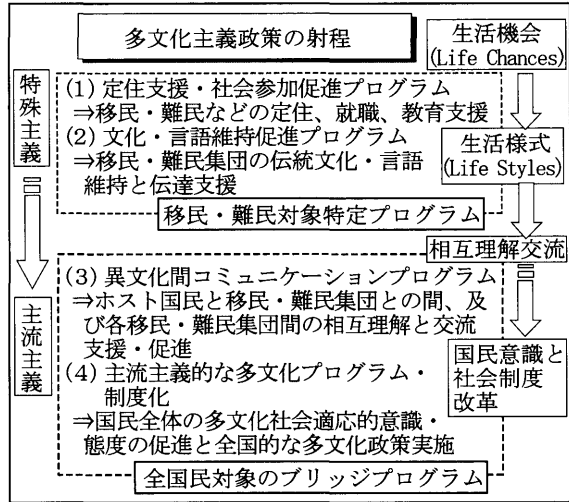 多文化主義政策の射程
特殊主義
主流主義
(1) 定住支援・社会参加促進プログラム
⇒移民・難民などの定住、就職、教育支援
(2) 文化・言語維持促進プログラム
⇒移民・難民集団の伝統文化・言語
維持と伝達支援
移民・難民対象特定プログラム
(3) 異文化間コミュニケーションプログラム
⇒ホスト国民と移民・難民集団との間、及
び各移民・難民集団間の相互理解と交流
支援・促進
(4) 主流主義的な多文化プログラム・
制度化
⇒国民全体の多文化社会適応的意識・
態度の促進と全国的な多文化政策実施
全国民対象のブリッジプログラム
生活機会
(Life Chances)
生活様式
(Life Styles)
相互理解交流
国民意識と
社会制度
改革